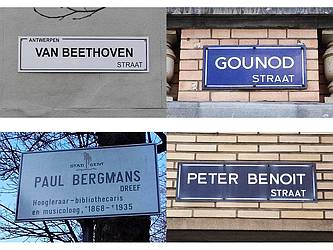 ANTWERPEN
VAN BEETHOVEN
STRAAT
GOUNOD
STRAAT
STAD GENT
PAUL BERGMANS
DREEF
Hoogleraar-bibliothecaris
en musicoloog, °1868-†1935
PETER BENOIT
STRAAT